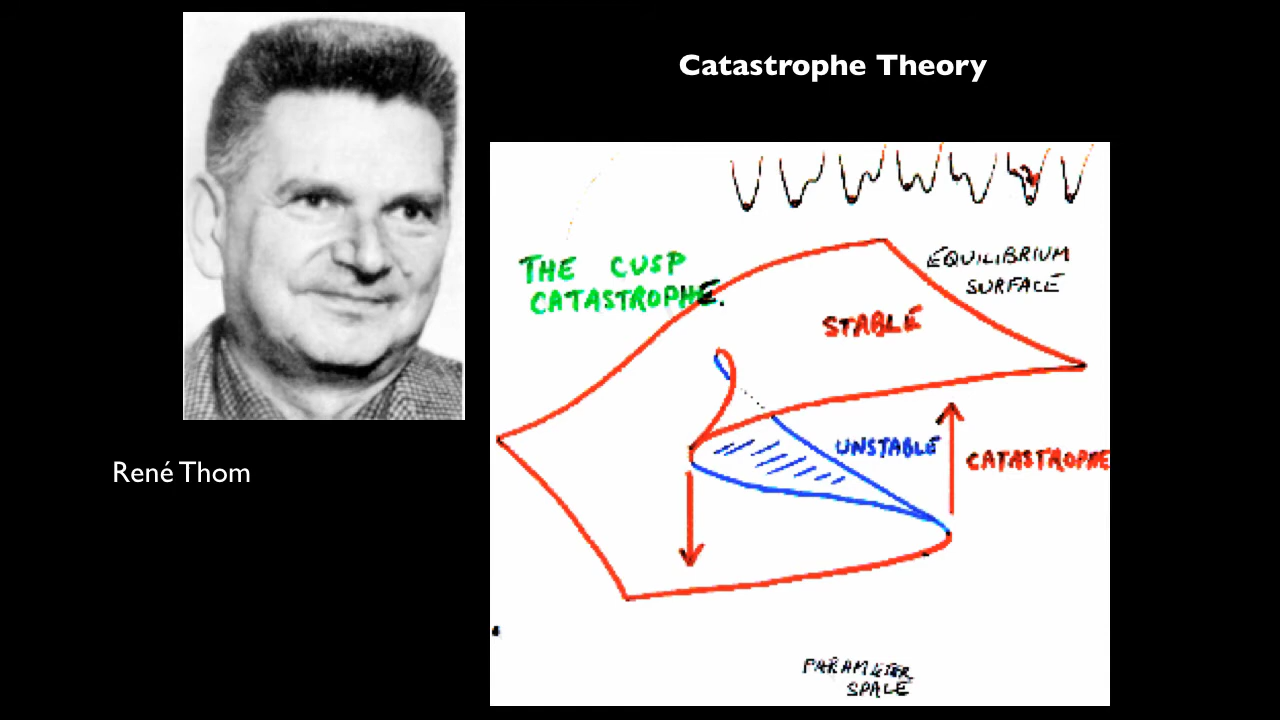 Catastrophe Theory
THE CUSP
CATASTROPHE.
EQUILIBRIUM
SURFACE
STABLE
UNSTABLE
CATASTROPHE
René Thom
PARAMETER
SPACE